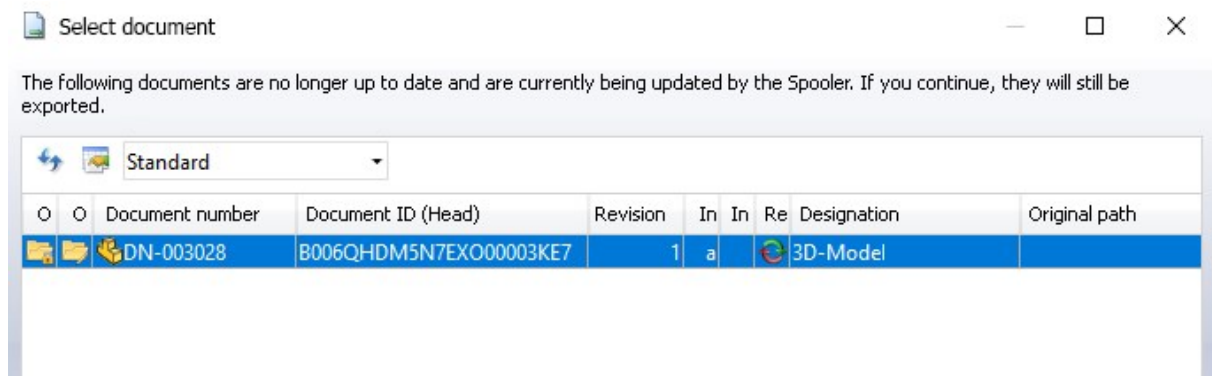 Select document
The following documents are no longer up to date and are currently being updated by the Spooler. If you continue, they will still be
exported.
Standard
O O Document number Document ID (Head) Revision In In Re Designation Original path
DN-003028 B006QHDM5N7EXO00003KE7 1 a 3D-Model